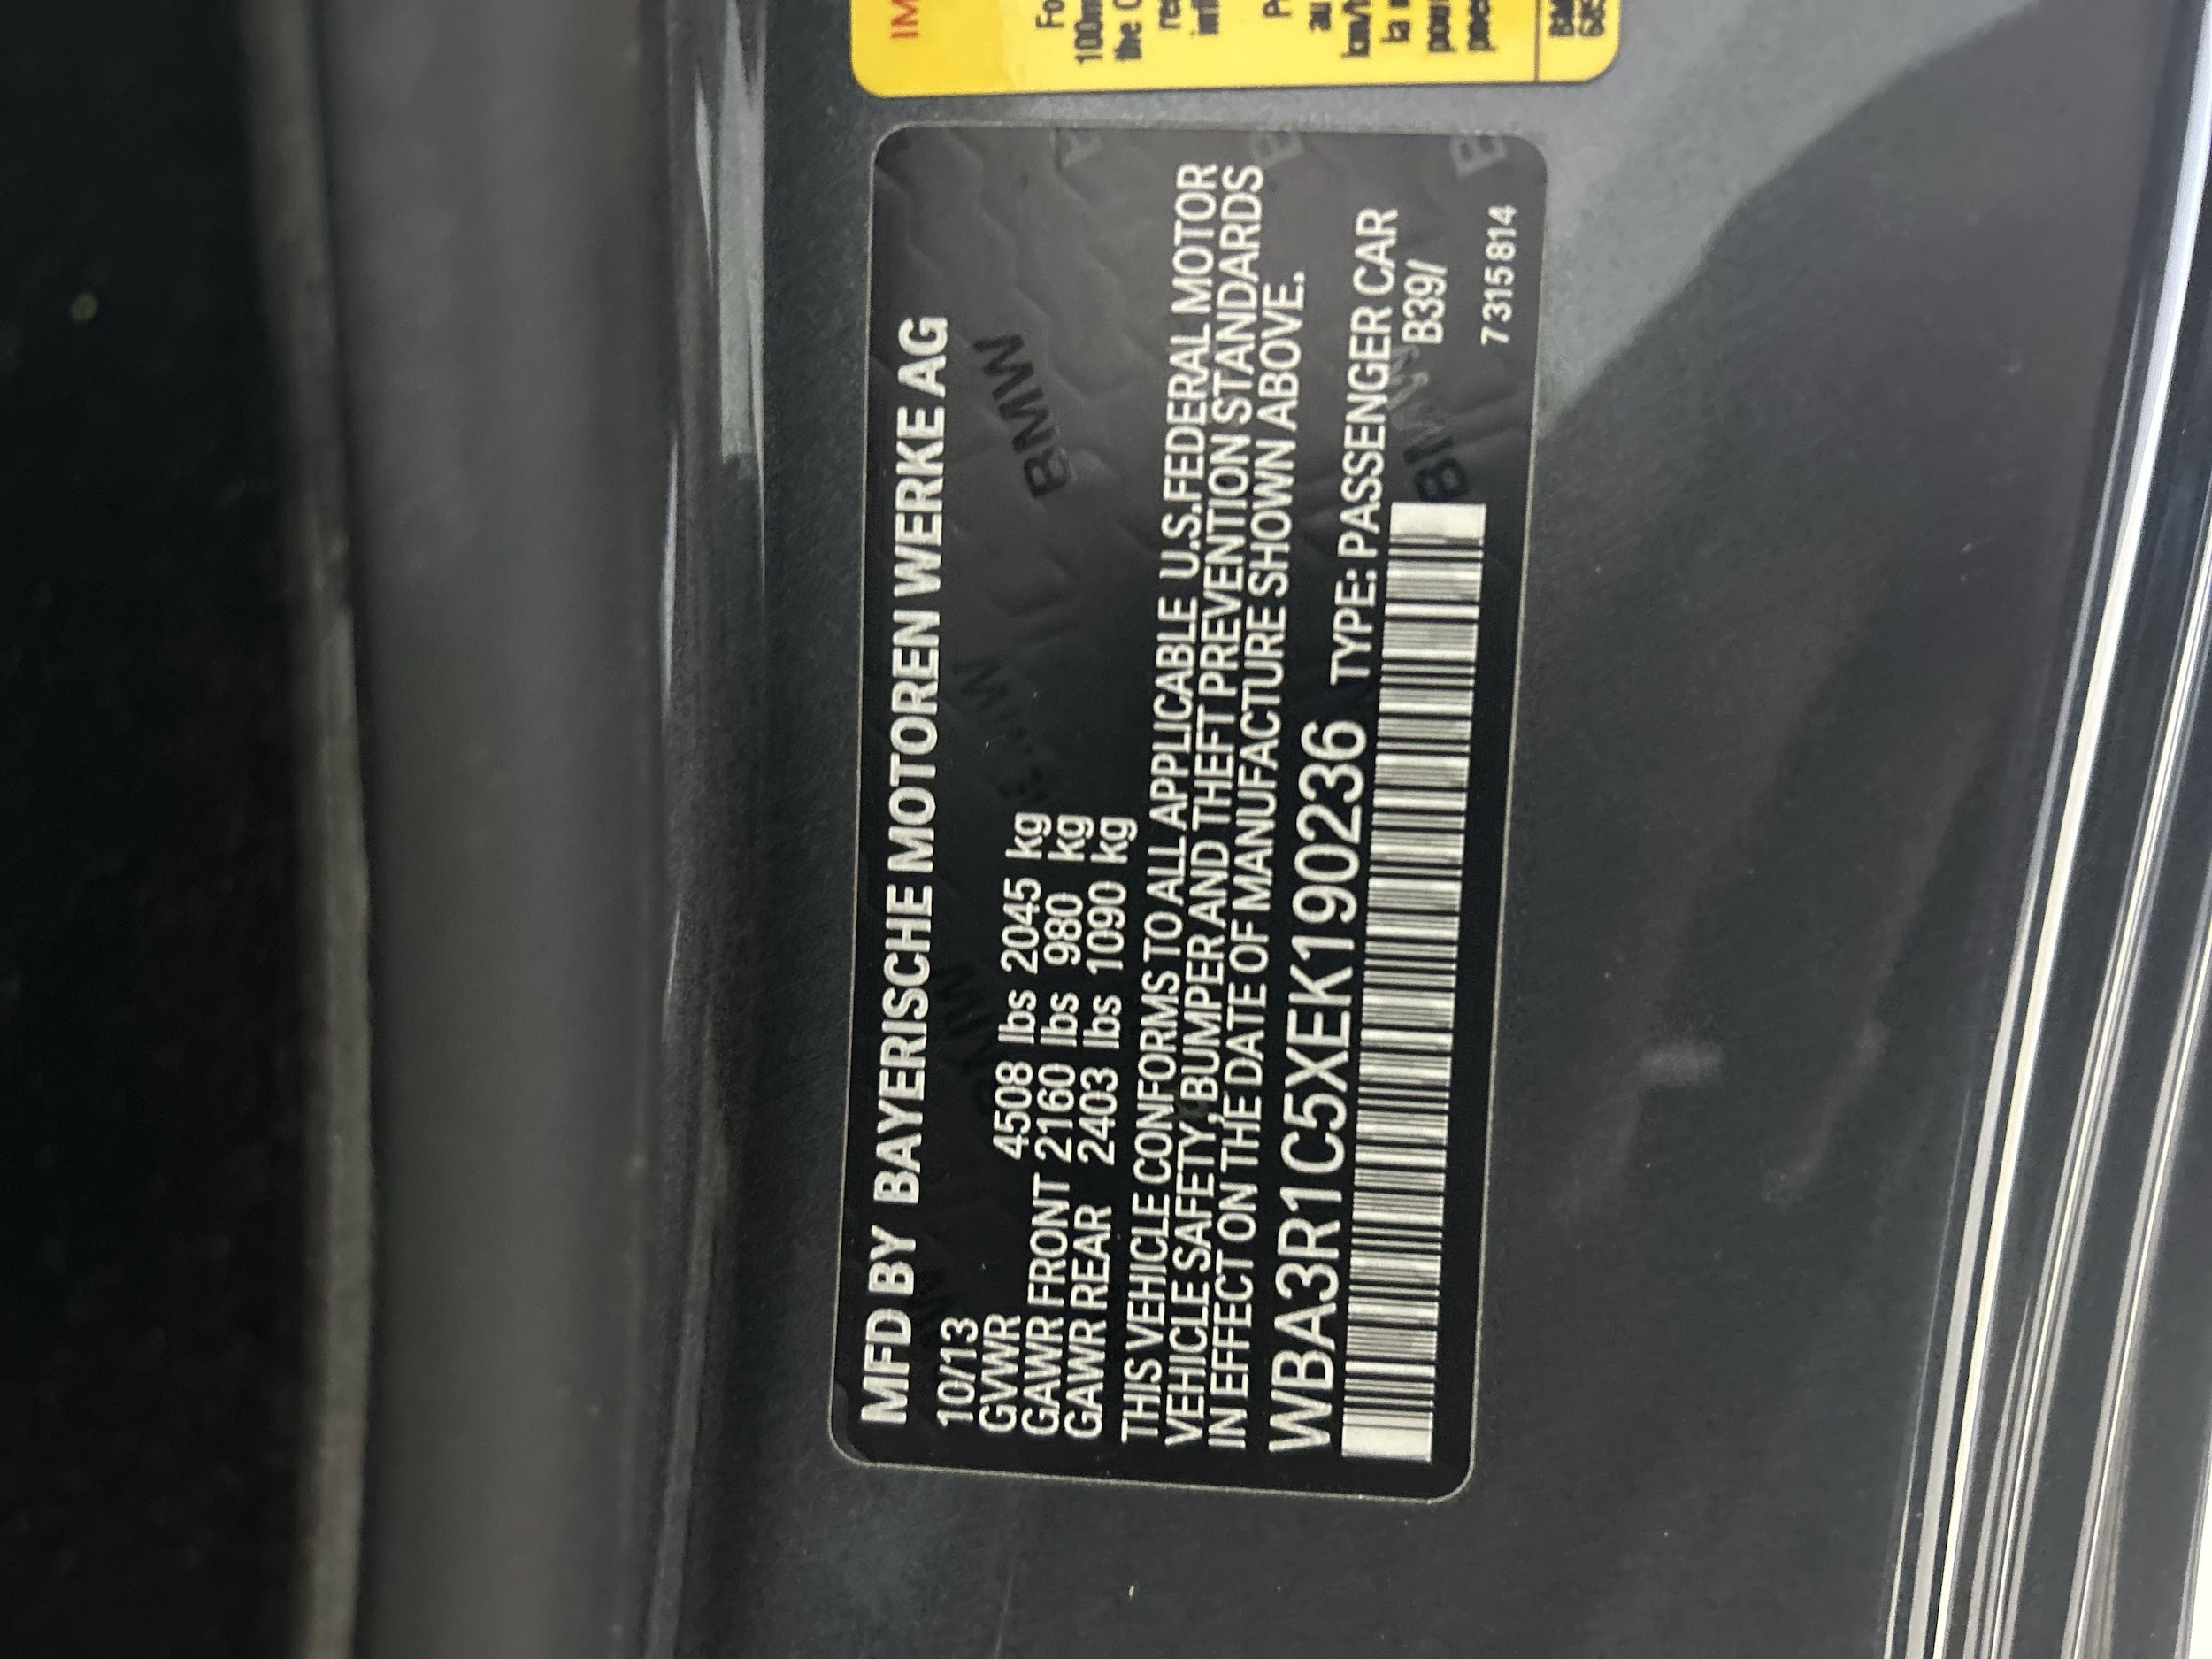 MFD BY BAYERISCHE MOTOREN WERKE AG
10/13
GVWR 4508 lbs 2045 kg
GAWR FRONT 2160 lbs 980 kg
GAWR REAR 2403 lbs 1090 kg
THIS VEHICLE CONFORMS TO ALL APPLICABLE U.S.FEDERAL MOTOR
VEHICLE SAFETY, BUMPER AND THEFT PREVENTION STANDARDS
IN EFFECT ON THE DATE OF MANUFACTURE SHOWN ABOVE.
WBA3R1C5XEK190236 TYPE: PASSENGER CAR
B39/
7315814
BMW
BMW